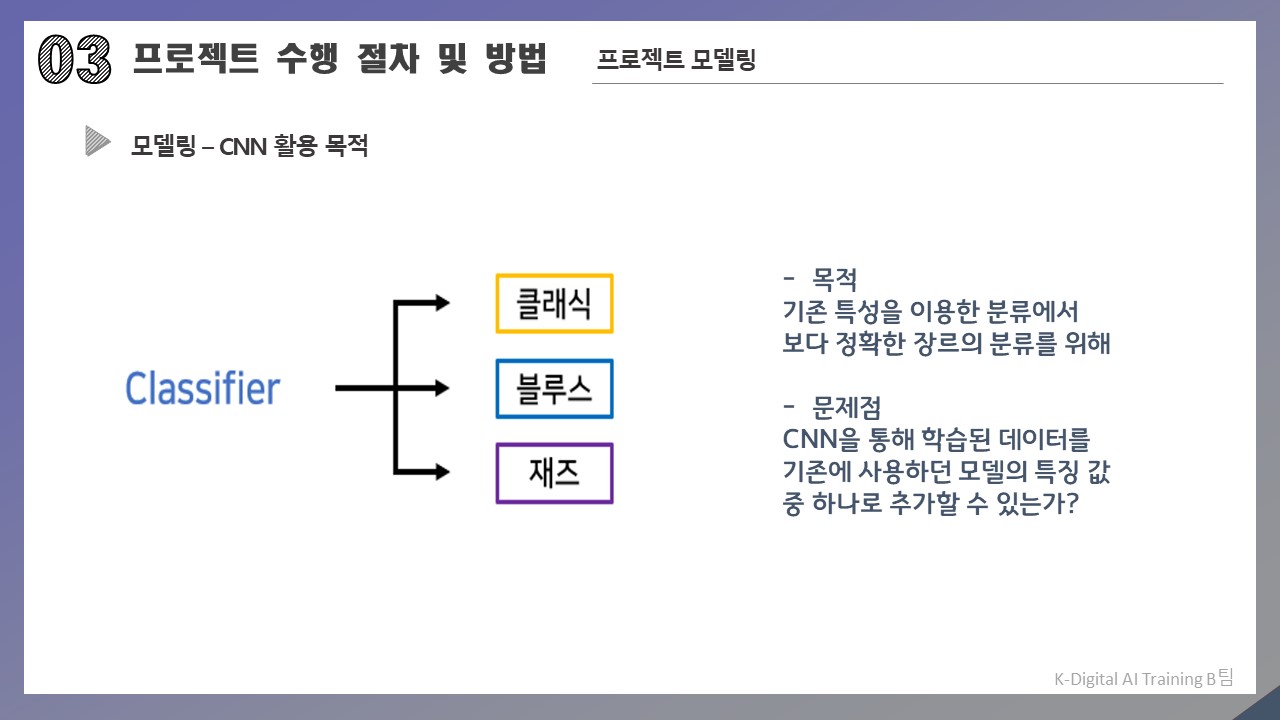 03 프로젝트 수행 절차 및 방법
프로젝트 모델링
모델링 – CNN 활용 목적
Classifier
클래식
블루스
재즈
- 목적
기존 특성을 이용한 분류에서
보다 정확한 장르의 분류를 위해
- 문제점
CNN을 통해 학습된 데이터를
기존에 사용하던 모델의 특징 값
중 하나로 추가할 수 있는가?
K-Digital AI Training B팀